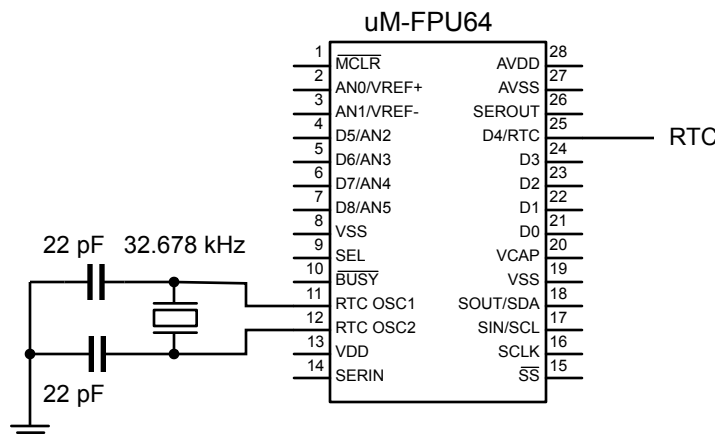 uM-FPU64
1 MCLR AVDD 28
2 AN0/VREF+ AVSS 27
3 AN1/VREF- SEROUT 26
4 D5/AN2 D4/RTC 25 RTC
5 D6/AN3 D3 24
6 D7/AN4 D2 23
7 D8/AN5 D1 22
8 VSS D0 21
22 pF 32.678 kHz 9 SEL VCAP 20
10 BUSY VSS 19
11 RTC OSC1 SOUT/SDA 18
12 RTC OSC2 SIN/SCL 17
13 VDD SCLK 16
22 pF 14 SERIN SS 15